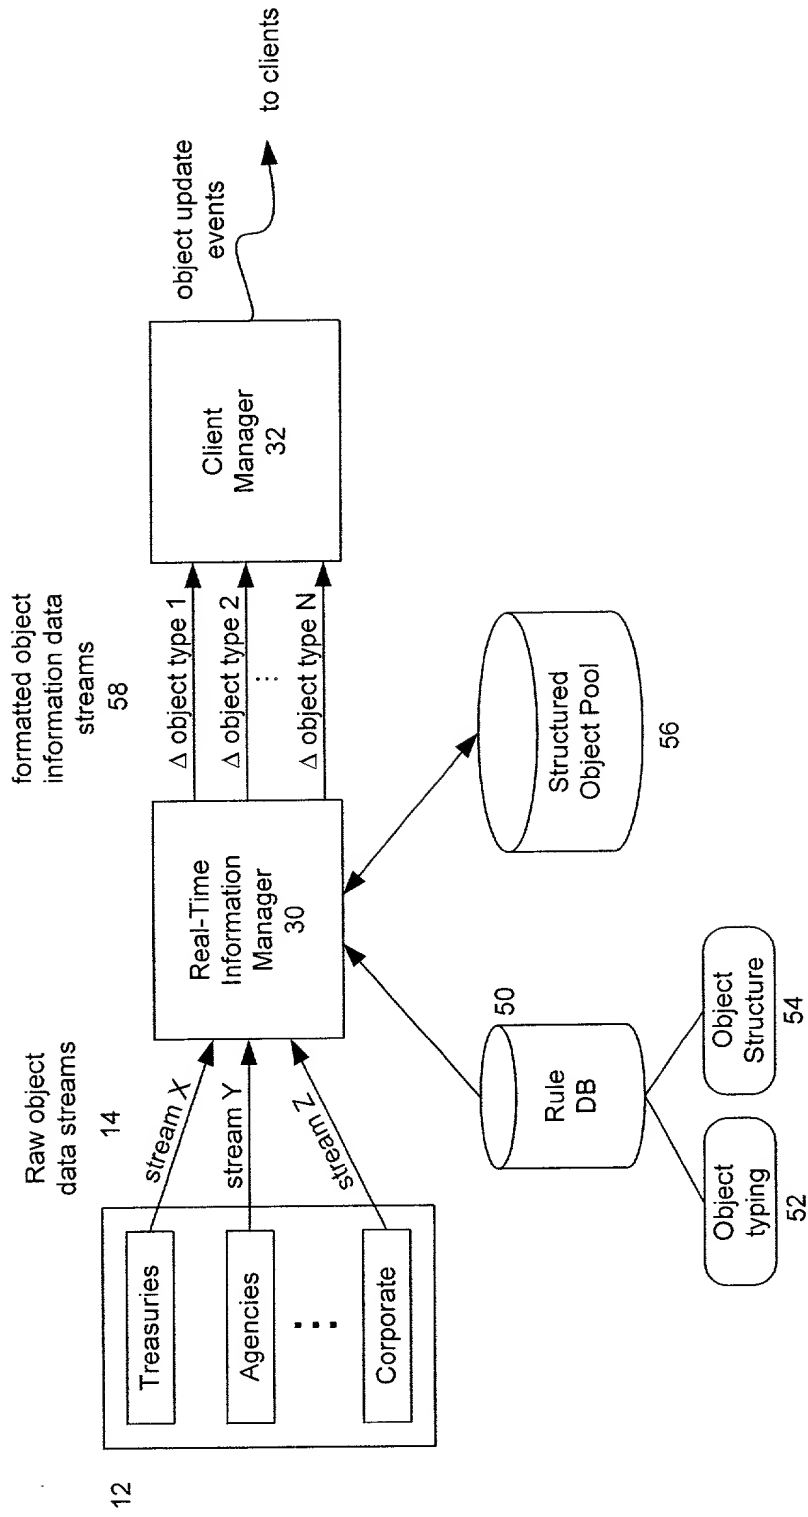 12
Treasuries
Agencies
Corporate
Raw object
data streams
14
stream X
stream Y
stream Z
Real-Time
Information
Manager
30
Rule
DB
50
Object
typing
52
Object
Structure
54
Structured
Object Pool
56
formatted object
information data
streams
58
Δ object type 1
Δ object type 2
Δ object type N
Client
Manager
32
object update
events
to clients